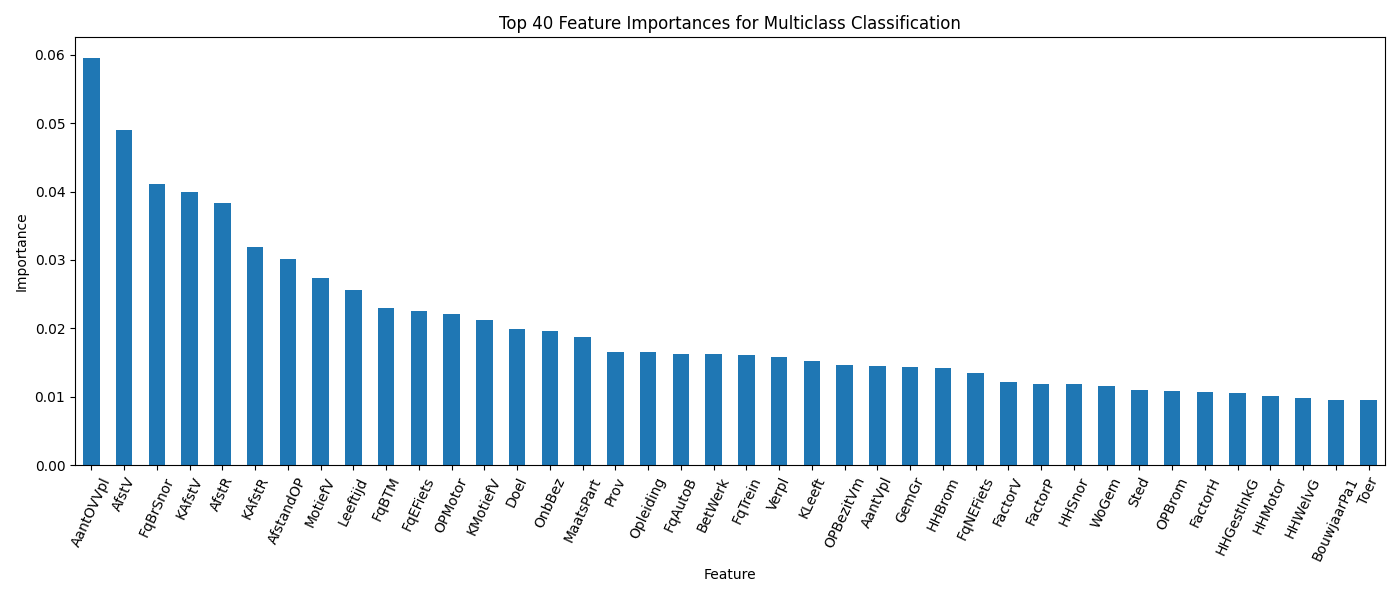 Top 40 Feature Importances for Multiclass Classification
0.06
0.05
0.04
0.03
0.02
0.01
0.00
Importance
AantOVVpl
AfstV
FqBrSnor
KAfstV
AfstR
KAfstR
AfstandOP
MotiefV
Leeftijd
FqBTM
FqEFiets
OPMotor
KMotiefV
Doel
OnbBez
MaatsPart
Prov
Opleiding
FqAutoB
BetWerk
FqTrein
Verpl
KLeeft
OPBezitVm
AantVpl
GemGr
HHBrom
FqNEFiets
FactorV
FactorP
HHSnor
WoGem
Sted
OPBrom
FactorH
HHGestInkG
HHMotor
HHWelvG
BouwjaarPa1
Toer
Feature